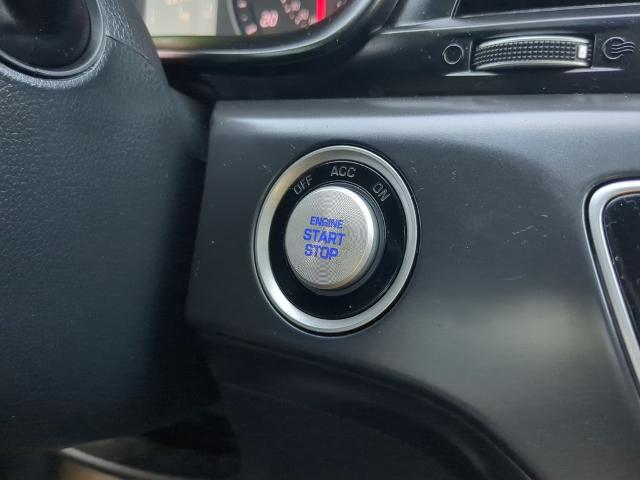 OFF ACC ON
ENGINE
START
STOP